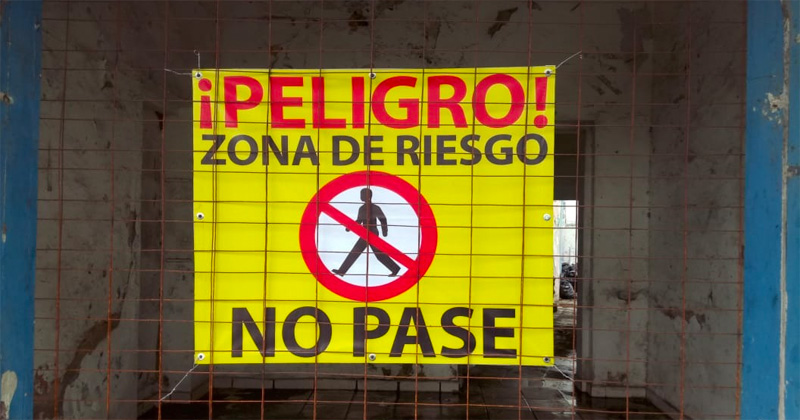 ¡PELIGRO!
ZONA DE RIESGO
NO PASE